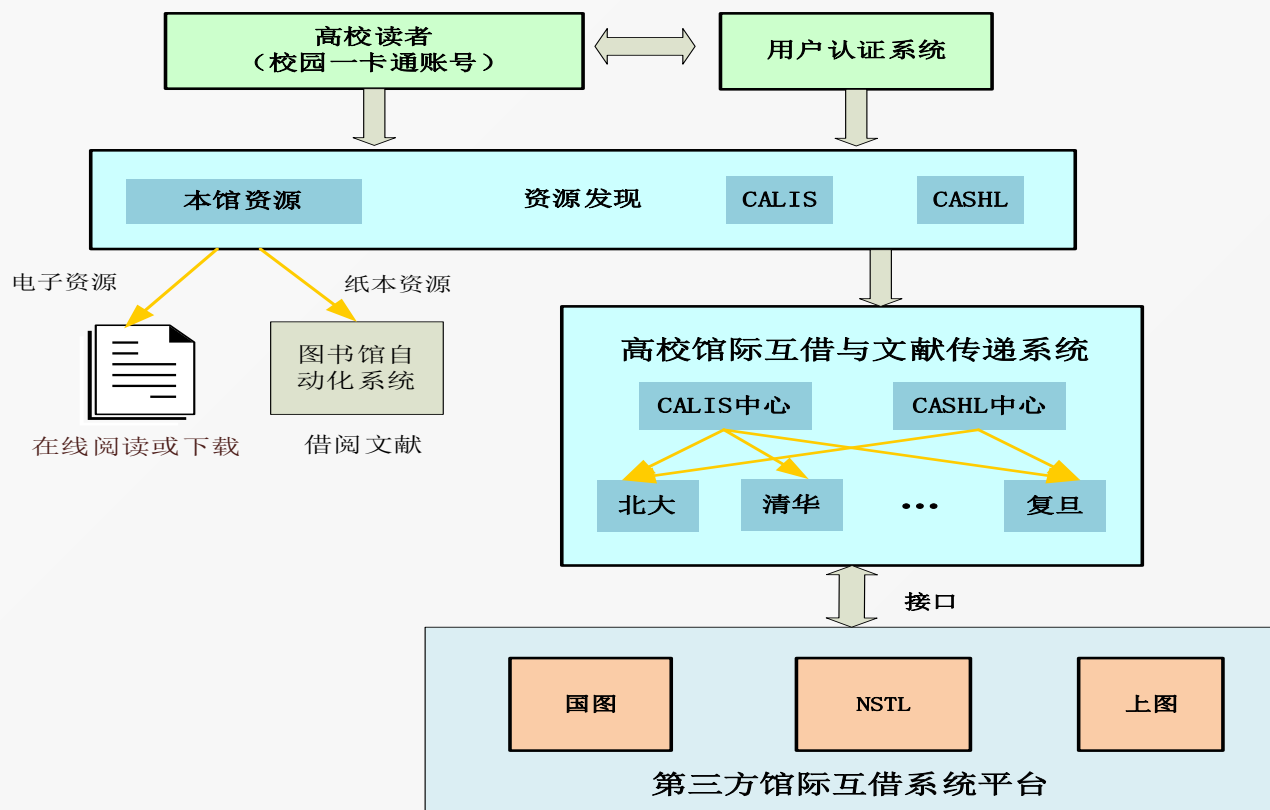 高校读者
（校园一卡通账号）
用户认证系统
本馆资源
资源发现
CALIS
CASHL
电子资源
纸本资源
图书馆自
动化系统
在线阅读或下载
借阅文献
高校馆际互借与文献传递系统
CALIS中心
CASHL中心
北大
清华
...
复旦
接口
国图
NSTL
上图
第三方馆际互借系统平台